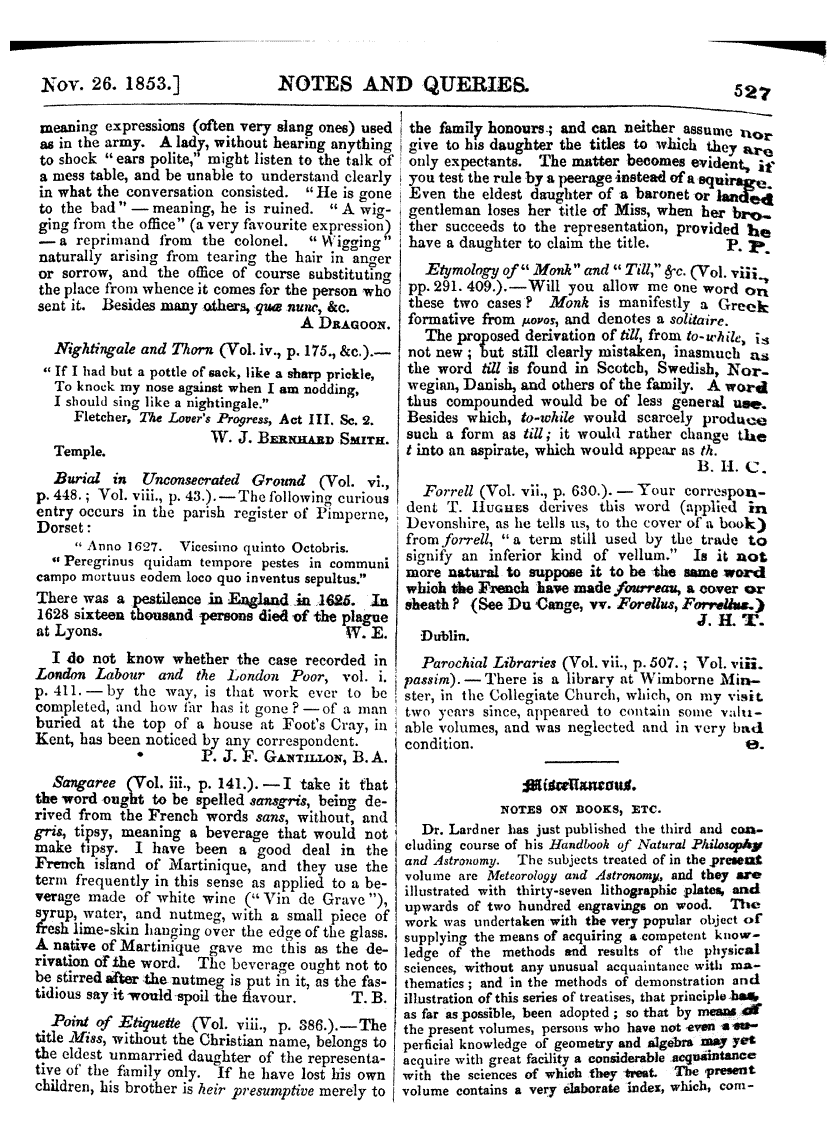 Nov. 26. 1853.] NOTES AND QUERIES. 527
meaning expressions (often very slang ones) used
as in the army. A lady, without hearing anything
to shock "ears polite," might listen to the talk of
a mess table, and be unable to understand clearly
in what the conversation consisted. "He is gone
to the bad" — meaning, he is ruined. "A wig-
ging from the office" (a very favourite expression)
— a reprimand from the colonel. "Wigging"
naturally arising from tearing the hair in anger
or sorrow, and the office of course substituting
the place from whence it comes for the person who
sent it. Besides many others, quæ nunc, &c.
A Dragoon.
Nightingale and Thorn (Vol. iv., p. 175., &c.).—
"If I had but a pottle of sack, like a sharp prickle,
To knock my nose against when I am nodding,
I should sing like a nightingale."
Fletcher, The Lover's Progress, Act III. Sc. 2.
W. J. Bernhard Smith.
Temple.
Burial in Unconsecrated Ground (Vol. vi.,
p. 448.; Vol. viii., p. 43.).—The following curious
entry occurs in the parish register of Pimperne,
Dorset:
"Anno 1627. Vicesimo quinto Octobris.
"Peregrinus quidam tempore pestes in communi
campo mortuus eodem loco quo inventus sepultus."
There was a pestilence in England in 1625. In
1628 sixteen thousand persons died of the plague
at Lyons. W. E.
I do not know whether the case recorded in
London Labour and the London Poor, vol. i.
p. 411.—by the way, is that work ever to be
completed, and how far has it gone?—of a man
buried at the top of a house at Foot's Cray, in
Kent, has been noticed by any correspondent.
P. J. F. Gantillon, B.A.
Sangaree (Vol. iii., p. 141.).—I take it that
the word ought to be spelled sansgris, being de-
rived from the French words sans, without, and
gris, tipsy, meaning a beverage that would not
make tipsy. I have been a good deal in the
French island of Martinique, and they use the
term frequently in this sense as applied to a be-
verage made of white wine ("Vin de Grave"),
syrup, water, and nutmeg, with a small piece of
fresh lime-skin hanging over the edge of the glass.
A native of Martinique gave me this as the de-
rivation of the word. The beverage ought not to
be stirred after the nutmeg is put in it, as the fas-
tidious say it would spoil the flavour. T. B.
Point of Etiquette (Vol. viii., p. 386.).—The
title Miss, without the Christian name, belongs to
the eldest unmarried daughter of the representa-
tive of the family only. If he have lost his own
children, his brother is heir presumptive merely to
the family honours; and can neither assume nor
give to his daughter the titles to which they are
only expectants. The matter becomes evident, if
you test the rule by a peerage instead of a squirage.
Even the eldest daughter of a baronet or landed
gentleman loses her title of Miss, when her bro-
ther succeeds to the representation, provided he
have a daughter to claim the title. P. P.
Etymology of "Monk" and "Till," &c. (Vol. viii.,
pp. 291. 409.).—Will you allow me one word on
these two cases? Monk is manifestly a Greek
formative from μονος, and denotes a solitaire.
The proposed derivation of till, from to-while, is
not new; but still clearly mistaken, inasmuch as
the word till is found in Scotch, Swedish, Nor-
wegian, Danish, and others of the family. A word
thus compounded would be of less general use.
Besides which, to-while would scarcely produce
such a form as till; it would rather change the
t into an aspirate, which would appear as th.
B. H. C.
Forrell (Vol. vii., p. 630.).—Your correspon-
dent T. Hughes derives this word (applied in
Devonshire, as he tells us, to the cover of a book)
from forrell, "a term still used by the trade to
signify an inferior kind of vellum." Is it not
more natural to suppose it to be the same word
which the French have made fourreau, a cover or
sheath? (See Du Cange, vv. Forellus, Forrellus.)
J. H. T.
Dublin.
Parochial Libraries (Vol. vii., p. 507.; Vol. viii.
passim).—There is a library at Wimborne Min-
ster, in the Collegiate Church, which, on my visit
two years since, appeared to contain some valu-
able volumes, and was neglected and in very bad
condition. Θ.
Miscellaneous.
NOTES ON BOOKS, ETC.
Dr. Lardner has just published the third and con-
cluding course of his Handbook of Natural Philosophy
and Astronomy. The subjects treated of in the present
volume are Meteorology and Astronomy, and they are
illustrated with thirty-seven lithographic plates, and
upwards of two hundred engravings on wood. The
work was undertaken with the very popular object of
supplying the means of acquiring a competent know-
ledge of the methods and results of the physical
sciences, without any unusual acquaintance with ma-
thematics; and in the methods of demonstration and
illustration of this series of treatises, that principle has,
as far as possible, been adopted; so that by means of
the present volumes, persons who have not even a su-
perficial knowledge of geometry and algebra may yet
acquire with great facility a considerable acquaintance
with the sciences of which they treat. The present
volume contains a very elaborate index, which, com-